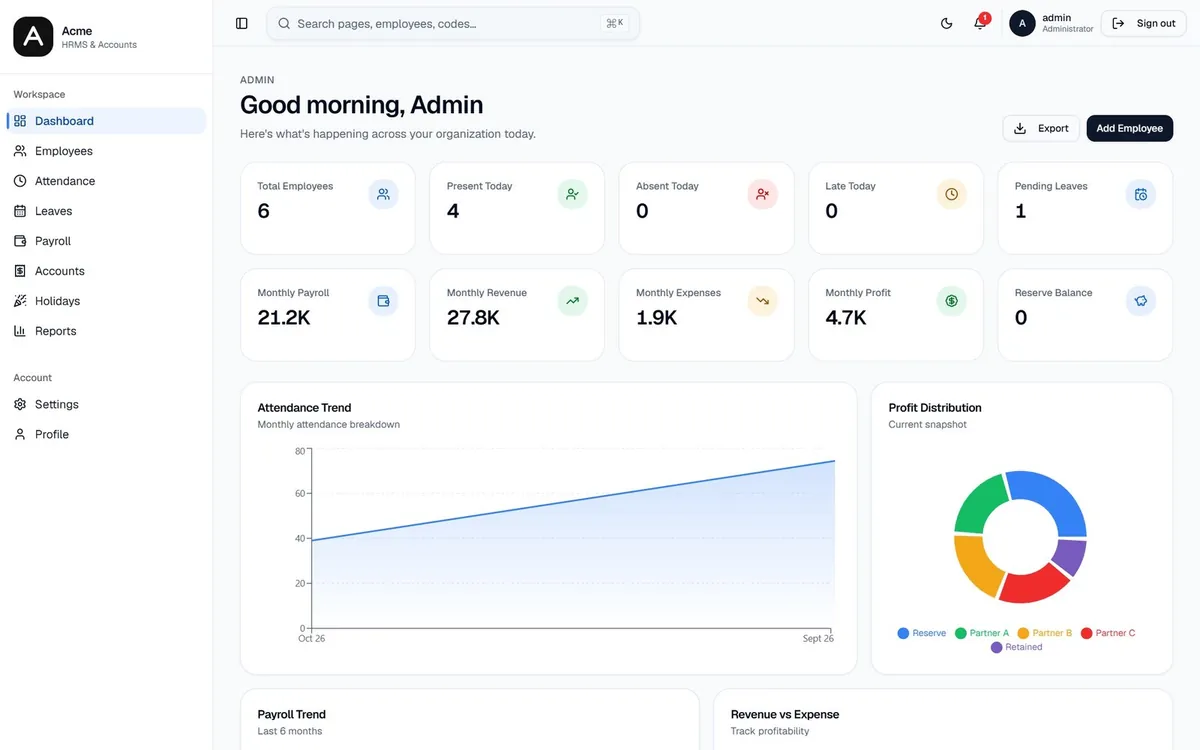 A
Acme
HRMS & Accounts
Search pages, employees, codes...
⌘K
1
A
admin
Administrator
Sign out
Workspace
Dashboard
Employees
Attendance
Leaves
Payroll
Accounts
Holidays
Reports
Account
Settings
Profile
ADMIN
Good morning, Admin
Here's what's happening across your organization today.
Export
Add Employee
Total Employees
6
Present Today
4
Absent Today
0
Late Today
0
Pending Leaves
1
Monthly Payroll
21.2K
Monthly Revenue
27.8K
Monthly Expenses
1.9K
Monthly Profit
4.7K
Reserve Balance
0
Attendance Trend
Monthly attendance breakdown
80
60
40
20
0
Oct 26
Sept 26
Profit Distribution
Current snapshot
Reserve
Partner A
Partner B
Partner C
Retained
Payroll Trend
Last 6 months
Revenue vs Expense
Track profitability